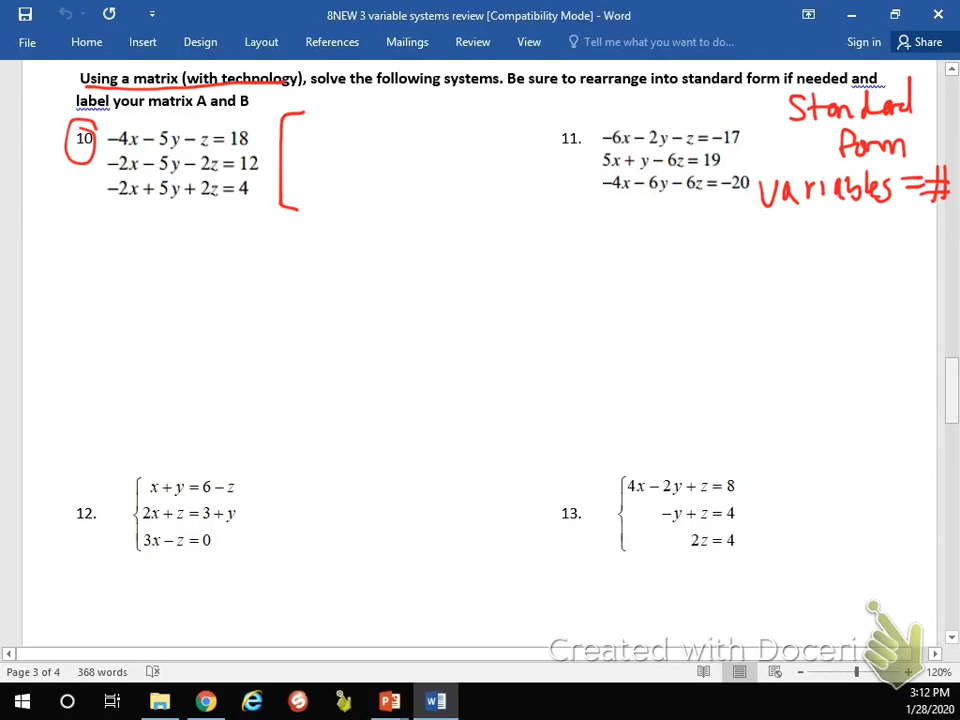 8NEW 3 variable systems review [Compatibility Mode] - Word
File Home Insert Design Layout References Mailings Review View Tell me what you want to do... Sign in Share
Using a matrix (with technology), solve the following systems. Be sure to rearrange into standard form if needed and
label your matrix A and B
Standard
form
variables = #
10
−4x − 5y − z = 18
−2x − 5y − 2z = 12
−2x + 5y + 2z = 4
11.
−6x − 2y − z = −17
5x + y − 6z = 19
−4x − 6y − 6z = −20
12.
x + y = 6 − z
2x + z = 3 + y
3x − z = 0
13.
4x − 2y + z = 8
−y + z = 4
2z = 4
Created with Doceri
Page 3 of 4 368 words 120%
3:12 PM
1/28/2020